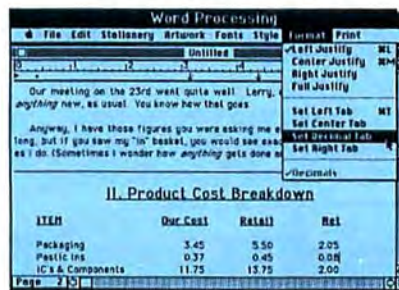 Word Processing
File Edit Stationery Artwork Fonts Style Format Print
Untitled
Left Justify ⌘L
Center Justify ⌘M
Right Justify
Full Justify
Set Left Tab ⌘T
Set Center Tab
Set Decimal Tab
Set Right Tab
✓Decimals
Our meeting on the 23rd went quite well. Larry,
anything new, as usual. You know how that goes
Anyway, I have those figures you were asking me
long, but if you saw my "in" basket, you would see
as I do. (Sometimes I wonder how anything gets done
II. Product Cost Breakdown
ITEM Our Cost Retail Net
Packaging 3.45 5.50 2.05
Pastic Ins 0.37 0.45 0.08
IC's & Components 11.75 13.75 2.00
Page 2